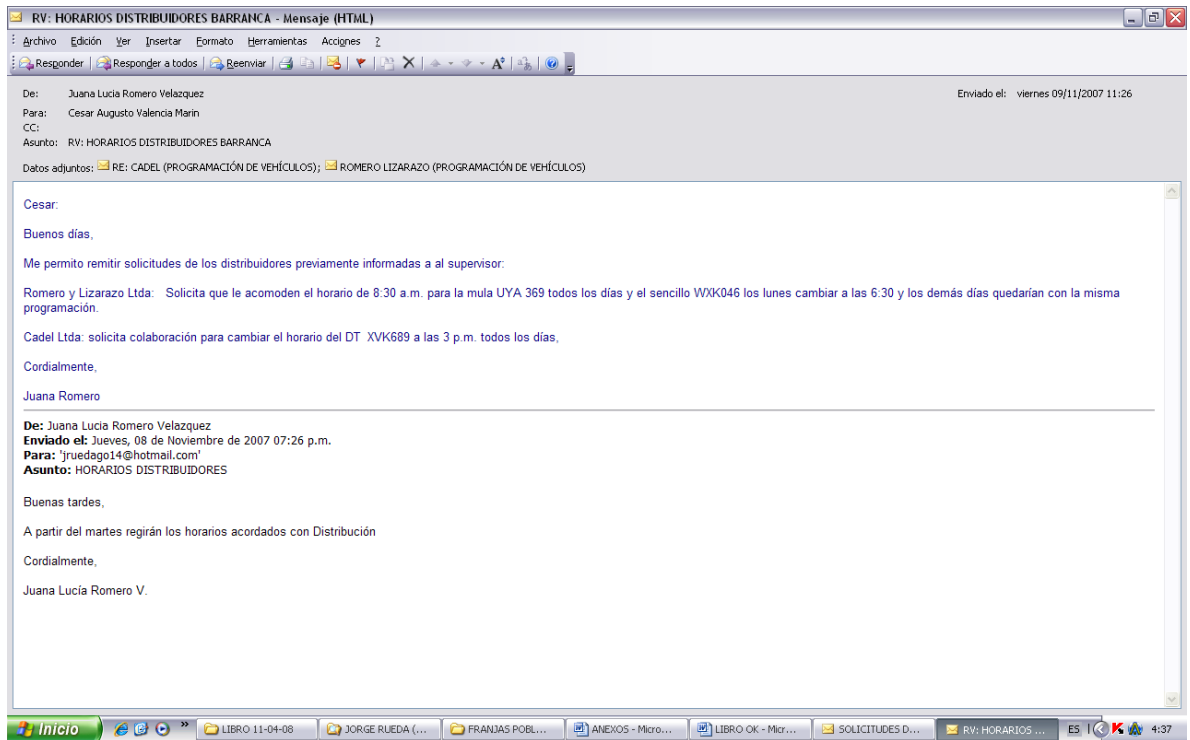 RV: HORARIOS DISTRIBUIDORES BARRANCA - Mensaje (HTML)
Archivo Edición Ver Insertar Formato Herramientas Acciones ?
Responder Responder a todos Reenviar
De: Juana Lucia Romero Velazquez Enviado el: viernes 09/11/2007 11:26
Para: Cesar Augusto Valencia Marin
CC:
Asunto: RV: HORARIOS DISTRIBUIDORES BARRANCA
Datos adjuntos: RE: CADEL (PROGRAMACIÓN DE VEHÍCULOS); ROMERO LIZARAZO (PROGRAMACIÓN DE VEHÍCULOS)
Cesar:
Buenos días,
Me permito remitir solicitudes de los distribuidores previamente informadas a al supervisor:
Romero y Lizarazo Ltda: Solicita que le acomoden el horario de 8:30 a.m. para la mula UYA 369 todos los días y el sencillo WXK046 los lunes cambiar a las 6:30 y los demás días quedarían con la misma
programación.
Cadel Ltda: solicita colaboración para cambiar el horario del DT XVK689 a las 3 p.m. todos los días,
Cordialmente,
Juana Romero
De: Juana Lucia Romero Velazquez
Enviado el: Jueves, 08 de Noviembre de 2007 07:26 p.m.
Para: 'jruedago14@hotmail.com'
Asunto: HORARIOS DISTRIBUIDORES
Buenas tardes,
A partir del martes regirán los horarios acordados con Distribución
Cordialmente,
Juana Lucía Romero V.
Inicio » LIBRO 11-04-08 JORGE RUEDA (... FRANJAS POBL... ANEXOS - Micro... LIBRO OK - Micr... SOLICITUDES D... RV: HORARIOS ... ES 4:37